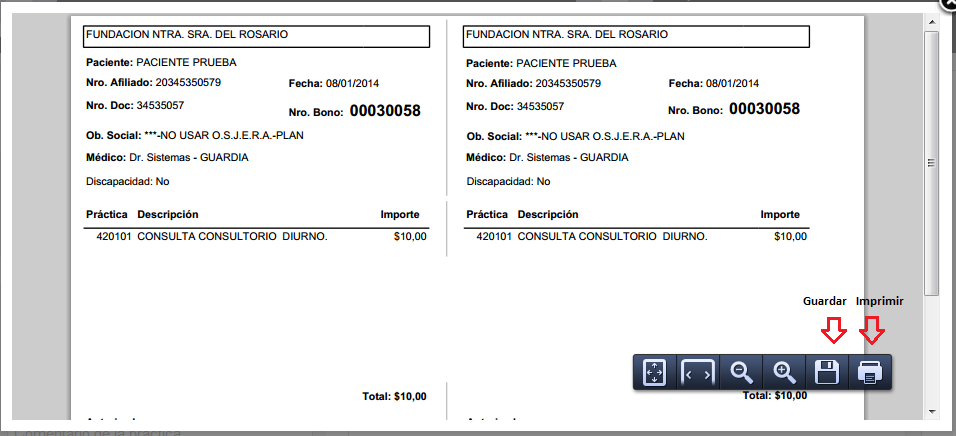 FUNDACION NTRA. SRA. DEL ROSARIO
Paciente: PACIENTE PRUEBA
Nro. Afiliado: 20345350579 Fecha: 08/01/2014
Nro. Doc: 34535057 Nro. Bono: 00030058
Ob. Social: ***-NO USAR O.S.J.E.R.A.-PLAN
Médico: Dr. Sistemas - GUARDIA
Discapacidad: No
Práctica Descripción Importe
420101 CONSULTA CONSULTORIO DIURNO. $10,00
Total: $10,00
FUNDACION NTRA. SRA. DEL ROSARIO
Paciente: PACIENTE PRUEBA
Nro. Afiliado: 20345350579 Fecha: 08/01/2014
Nro. Doc: 34535057 Nro. Bono: 00030058
Ob. Social: ***-NO USAR O.S.J.E.R.A.-PLAN
Médico: Dr. Sistemas - GUARDIA
Discapacidad: No
Práctica Descripción Importe
420101 CONSULTA CONSULTORIO DIURNO. $10,00
Guardar Imprimir
Total: $10,00
Comentario de la práctica